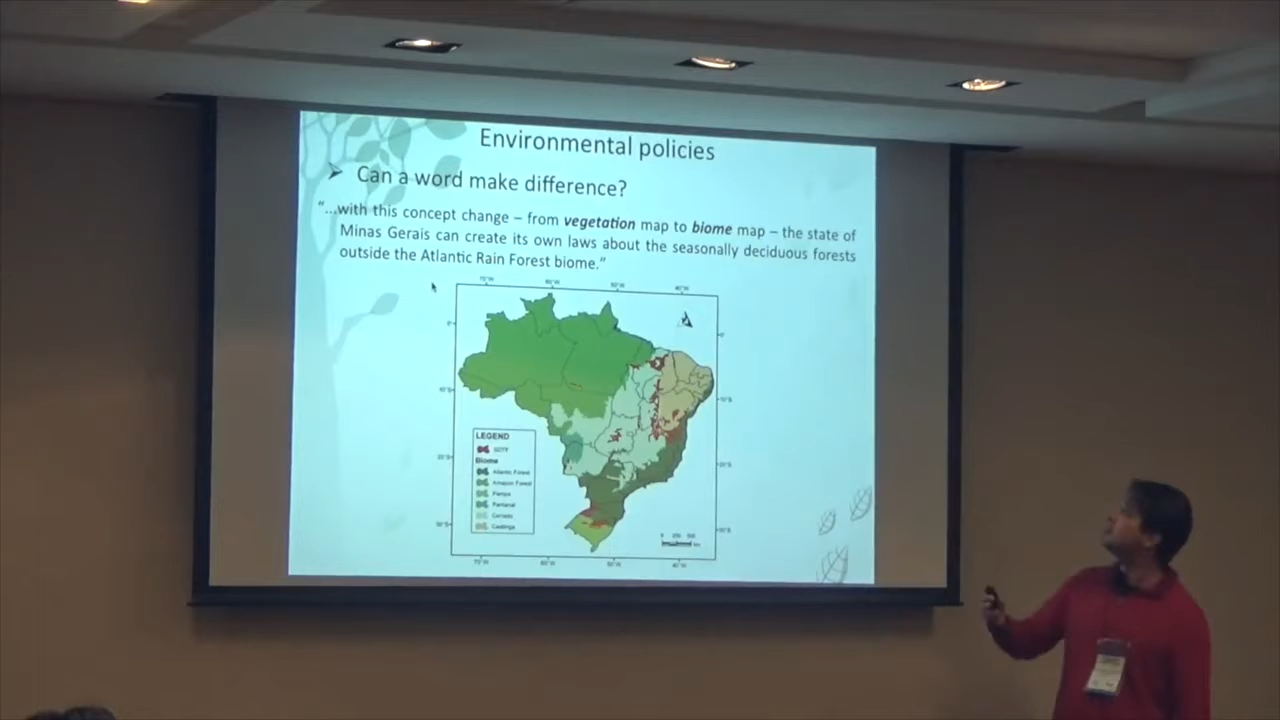 Environmental policies
Can a word make difference?
“...with this concept change – from vegetation map to biome map – the state of
Minas Gerais can create its own laws about the seasonally deciduous forests
outside the Atlantic Rain Forest biome.”
LEGEND
SDTF
Biome
Atlantic Forest
Amazon Forest
Pampa
Pantanal
Cerrado
Caatinga